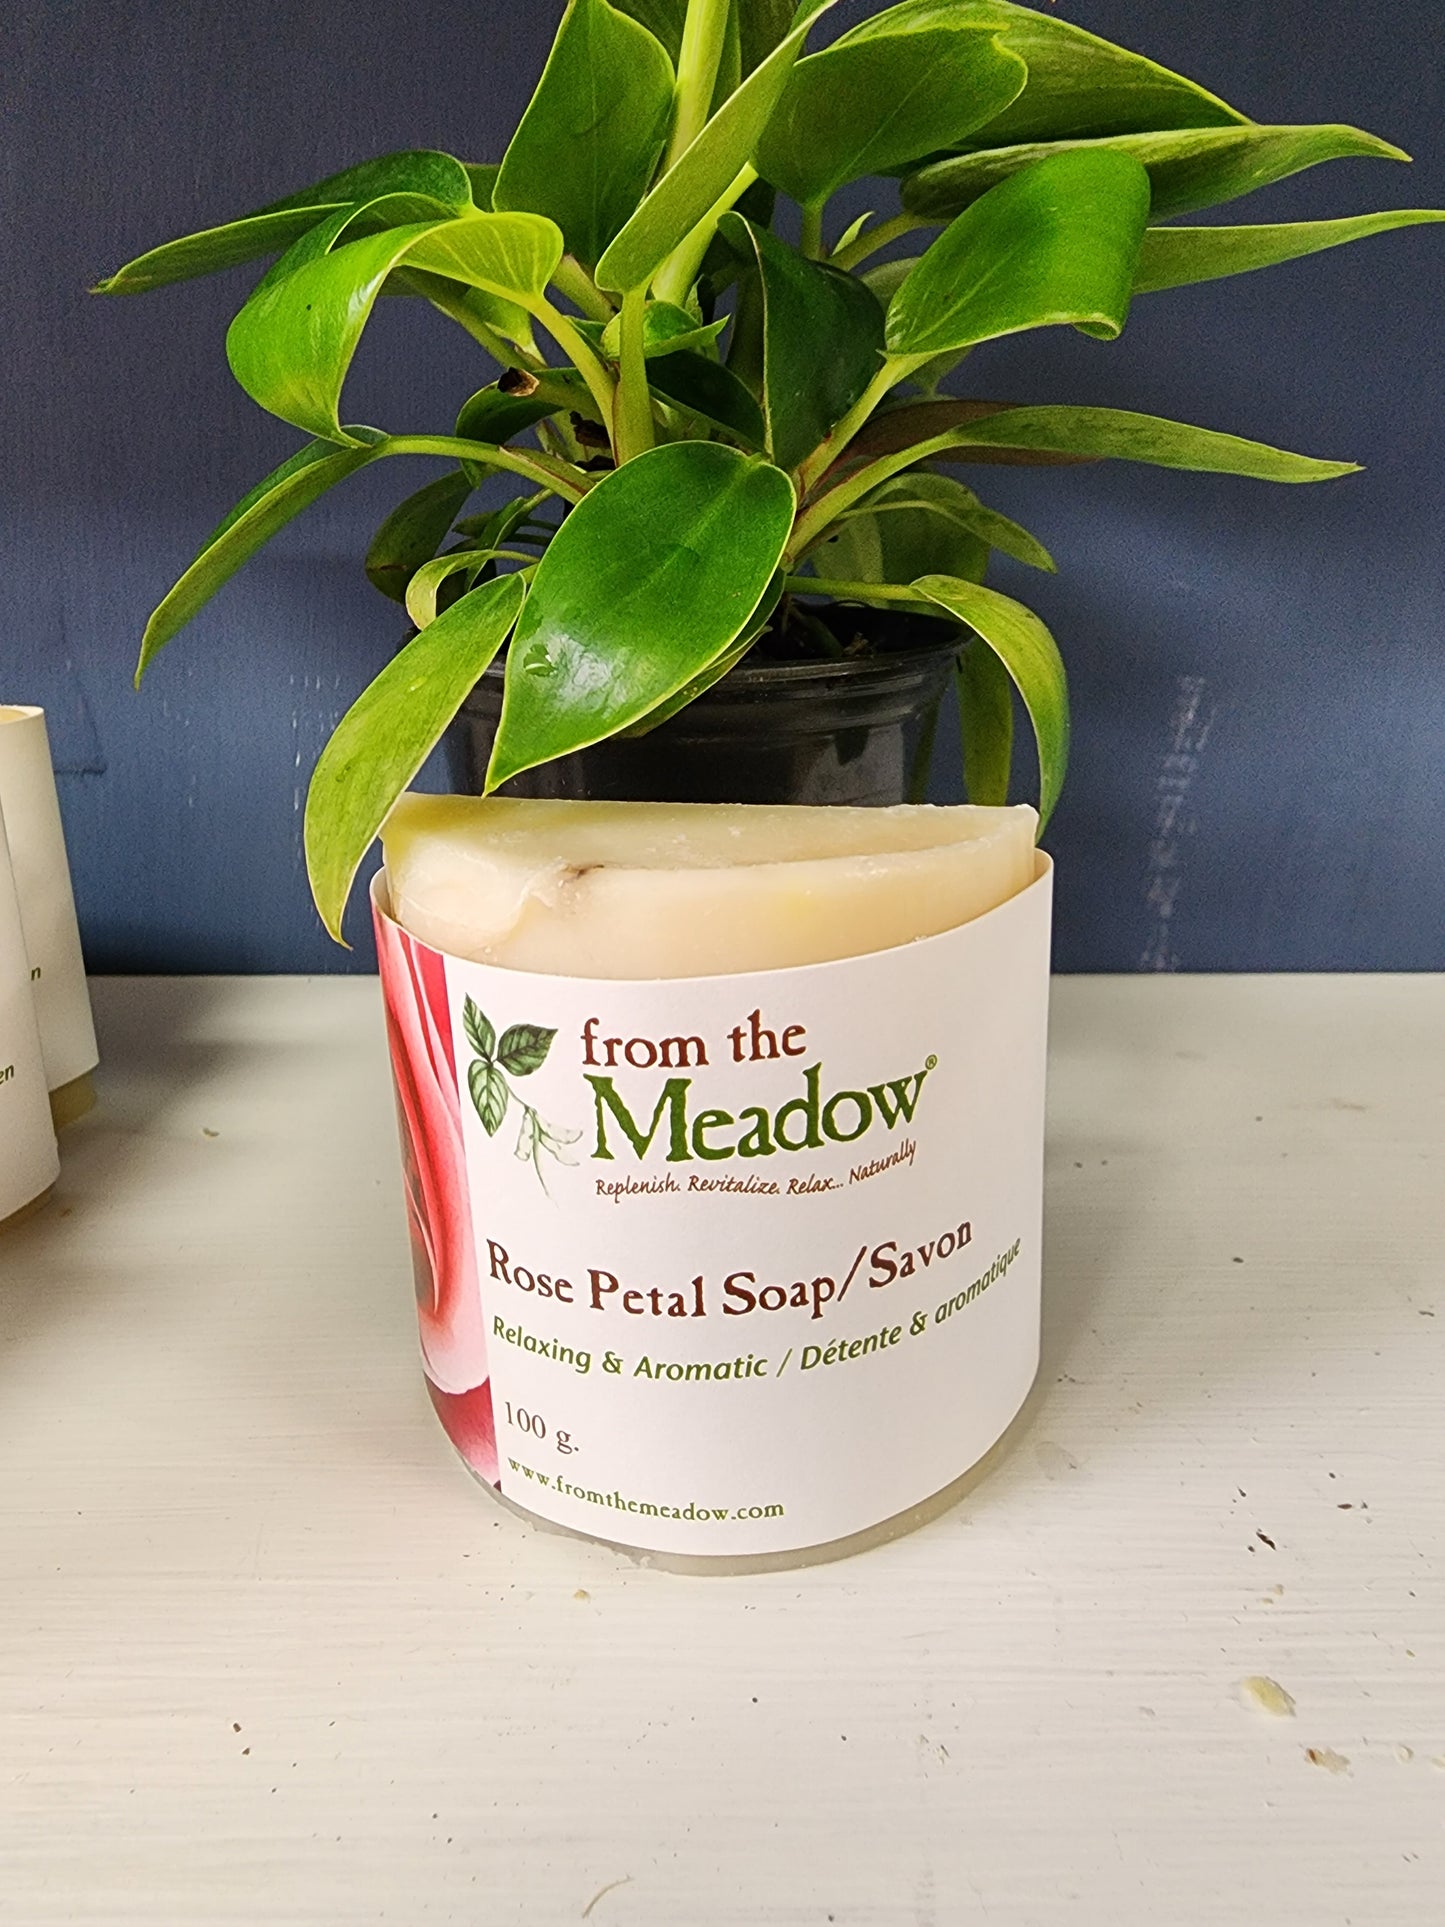 from the
Meadow®
Replenish. Revitalize. Relax... Naturally
Rose Petal Soap/Savon
Relaxing & Aromatic / Détente & aromatique
100 g.
www.fromthemeadow.com